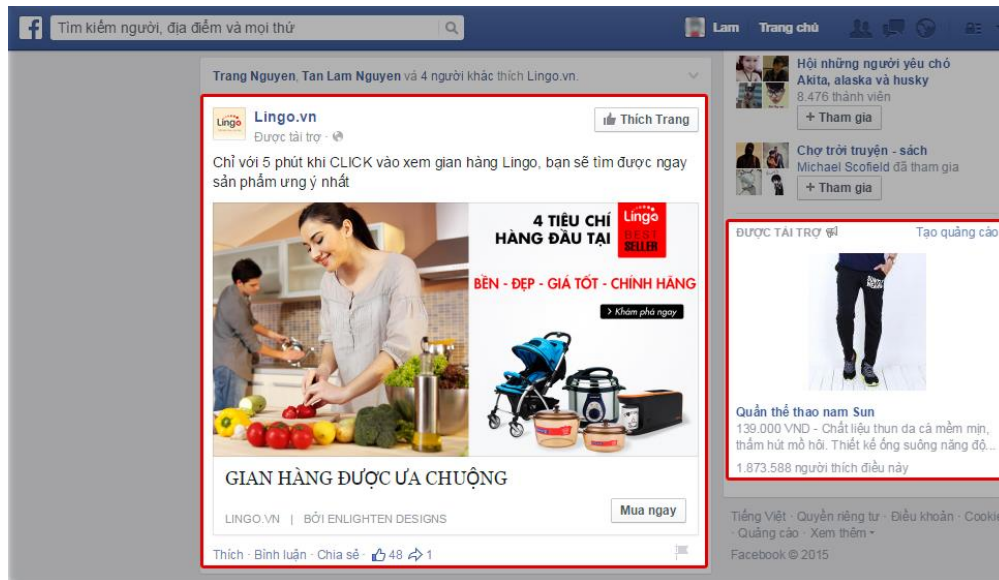 Tìm kiếm người, địa điểm và mọi thứ
Lam Trang chủ
Trang Nguyen, Tan Lam Nguyen và 4 người khác thích Lingo.vn.
Lingo
Lingo.vn
Được tài trợ ·
Thích Trang
Chỉ với 5 phút khi CLICK vào xem gian hàng Lingo, bạn sẽ tìm được ngay
sản phẩm ưng ý nhất
4 TIÊU CHÍ
HÀNG ĐẦU TẠI
Lingo
BEST
SELLER
BỀN - ĐẸP - GIÁ TỐT - CHÍNH HÃNG
> Khám phá ngay
GIAN HÀNG ĐƯỢC ƯA CHUỘNG
LINGO.VN | BỞI ENLIGHTEN DESIGNS
Mua ngay
Thích · Bình luận · Chia sẻ · 48 1
Hội những người yêu chó
Akita, alaska và husky
8.476 thành viên
+ Tham gia
Chợ trời truyện - sách
Michael Scofield đã tham gia
+ Tham gia
ĐƯỢC TÀI TRỢ
Tạo quảng cáo
Quần thể thao nam Sun
139.000 VND - Chất liệu thun da cá mềm mịn,
thấm hút mồ hôi. Thiết kế ống suông năng độ...
1.873.588 người thích điều này
Tiếng Việt · Quyền riêng tư · Điều khoản · Cookie
· Quảng cáo · Xem thêm
Facebook © 2015